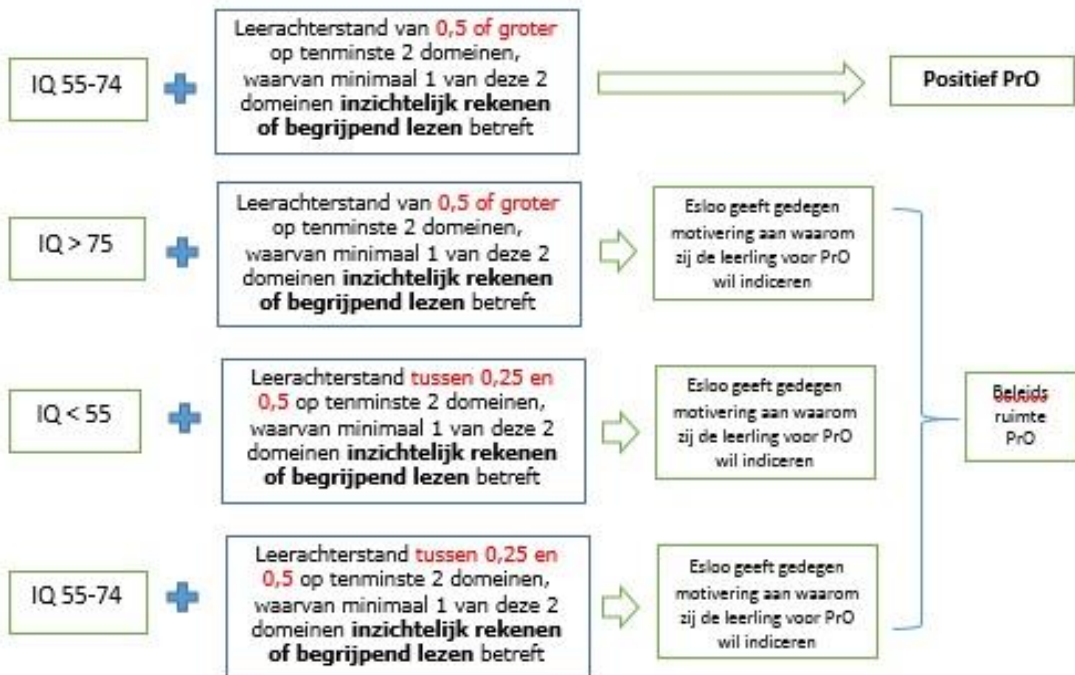 IQ 55-74
Leerachterstand van 0,5 of groter
op tenminste 2 domeinen,
waarvan minimaal 1 van deze 2
domeinen inzichtelijk rekenen
of begrijpend lezen betreft
Positief PrO
IQ > 75
Leerachterstand van 0,5 of groter
op tenminste 2 domeinen,
waarvan minimaal 1 van deze 2
domeinen inzichtelijk rekenen
of begrijpend lezen betreft
Esloo geeft gedegen
motivering aan waarom
zij de leerling voor PrO
wil indiceren
IQ < 55
Leerachterstand tussen 0,25 en
0,5 op tenminste 2 domeinen,
waarvan minimaal 1 van deze 2
domeinen inzichtelijk rekenen
of begrijpend lezen betreft
Esloo geeft gedegen
motivering aan waarom
zij de leerling voor PrO
wil indiceren
Beleids
ruimte
PrO
IQ 55-74
Leerachterstand tussen 0,25 en
0,5 op tenminste 2 domeinen,
waarvan minimaal 1 van deze 2
domeinen inzichtelijk rekenen
of begrijpend lezen betreft
Esloo geeft gedegen
motivering aan waarom
zij de leerling voor PrO
wil indiceren